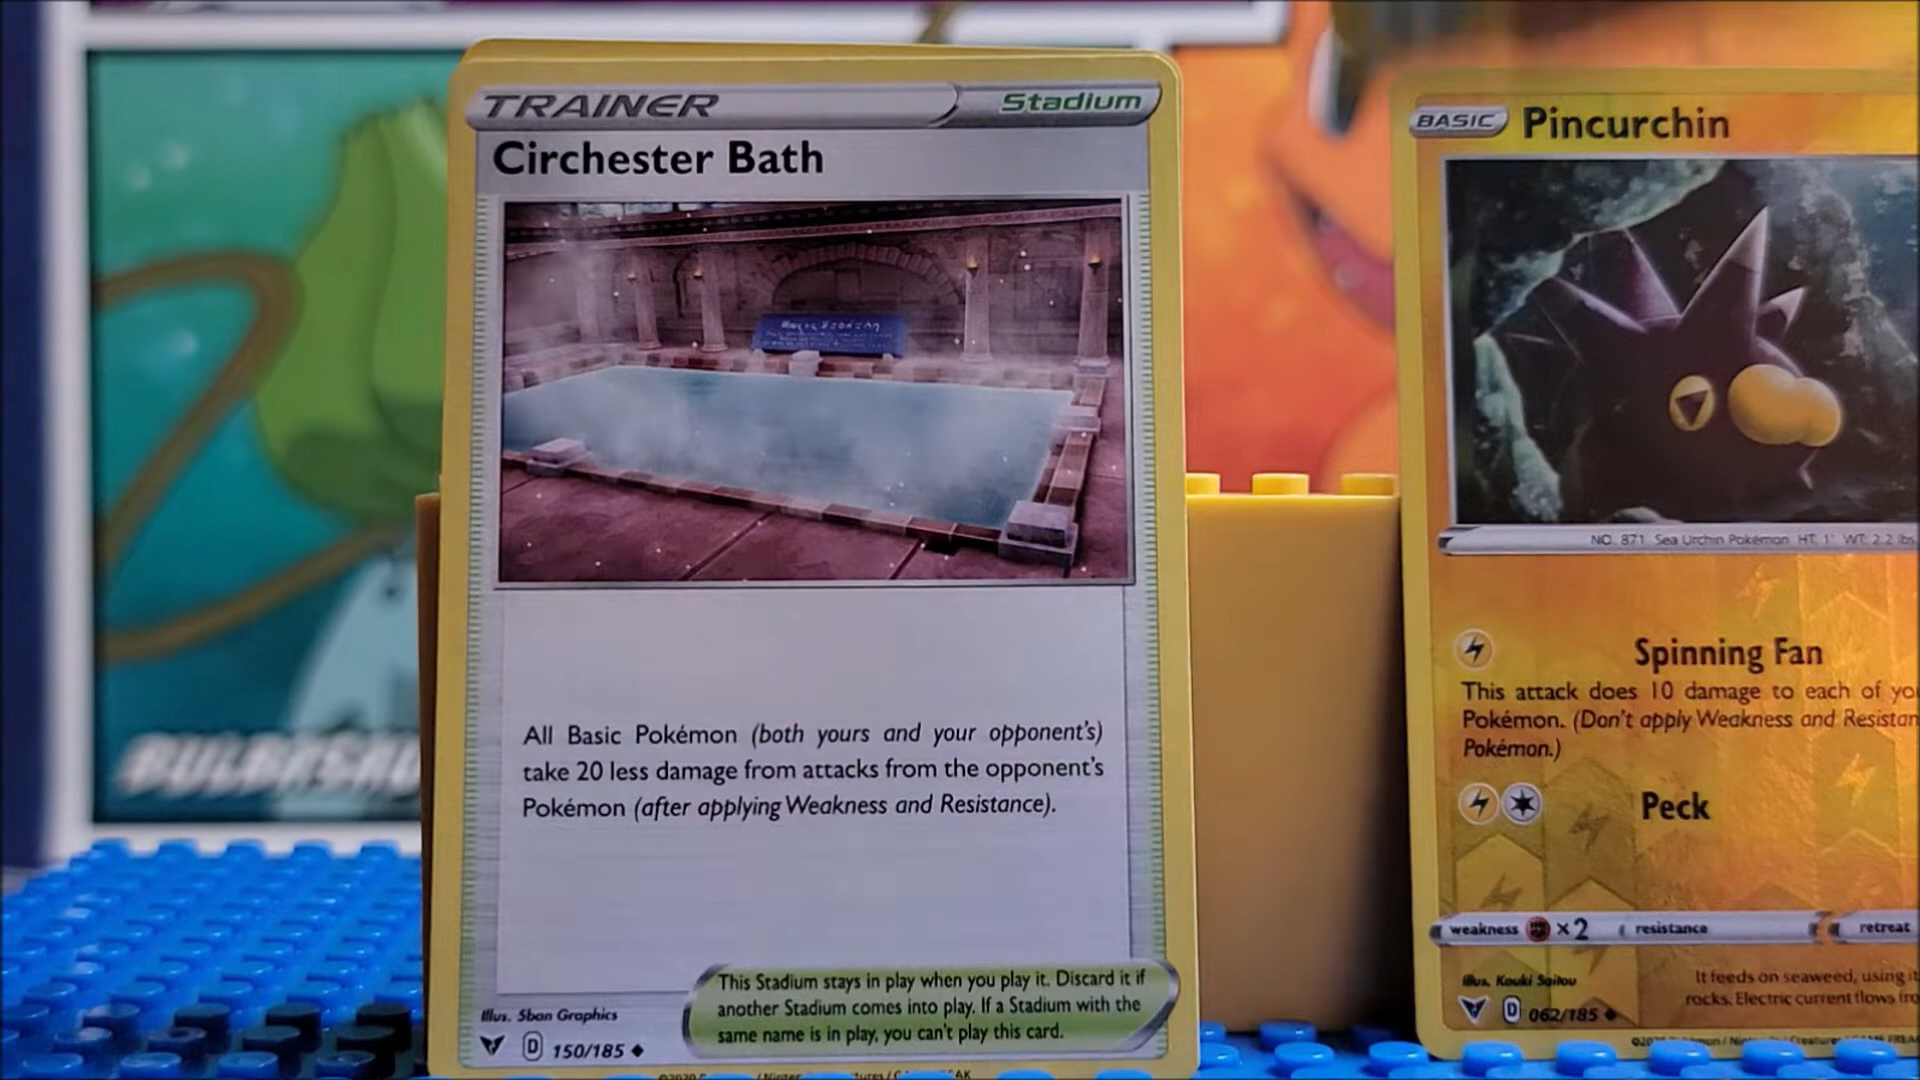 TRAINER
Stadium
Circhester Bath
All Basic Pokémon (both yours and your opponent's)
take 20 less damage from attacks from the opponent's
Pokémon (after applying Weakness and Resistance).
This Stadium stays in play when you play it. Discard it if
another Stadium comes into play. If a Stadium with the
same name is in play, you can't play this card.
Illus. 5ban Graphics
D 150/185
BASIC Pincurchin
NO. 871 Sea Urchin Pokémon HT: 1' WT: 2.2 lbs.
Spinning Fan
This attack does 10 damage to each of
Pokémon. (Don't apply Weakness and
Pokémon.)
Peck
weakness ×2 resistance retreat
Illus. Kouki Saitou
It feeds on seaweed, using
rocks. Electric current flows
D 062/185